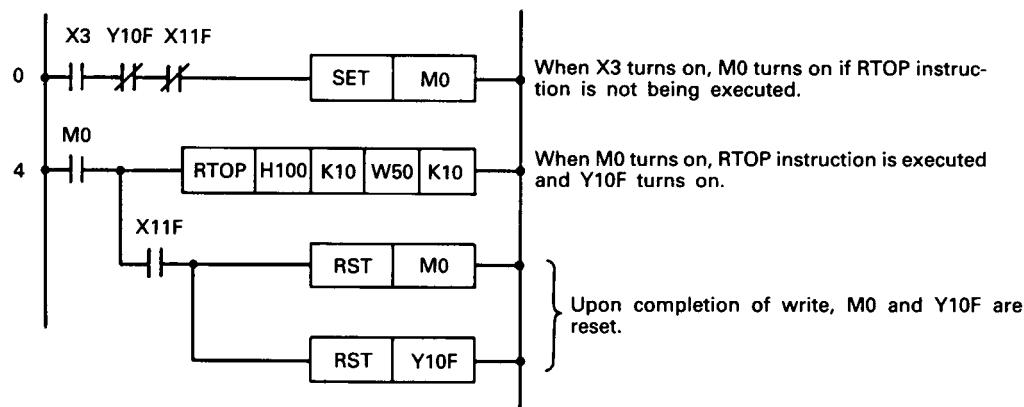 X3 Y10F X11F
0 SET M0 When X3 turns on, M0 turns on if RTOP instruc-
tion is not being executed.
M0
4 RTOP H100 K10 W50 K10 When M0 turns on, RTOP instruction is executed
and Y10F turns on.
X11F
RST M0
Upon completion of write, M0 and Y10F are
reset.
RST Y10F